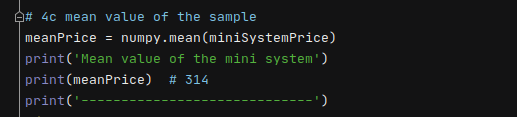 # 4c mean value of the sample
meanPrice = numpy.mean(miniSystemPrice)
print('Mean value of the mini system')
print(meanPrice)  # 314
print('-----------------------------')